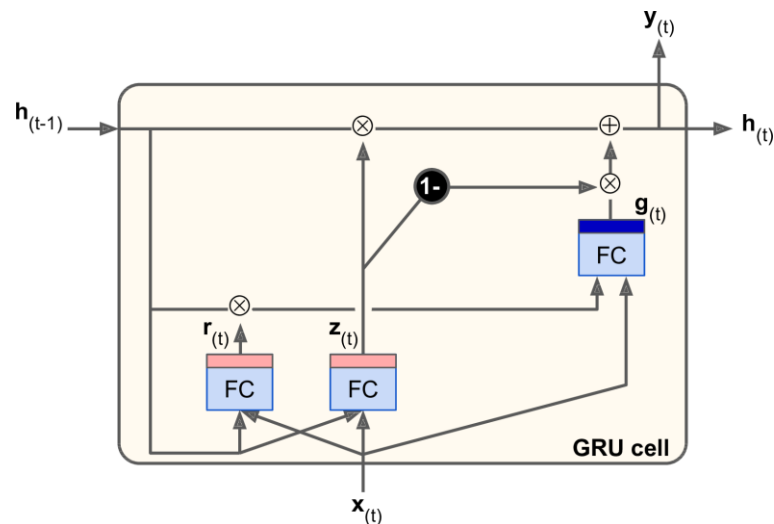 y(t)
h(t-1)
h(t)
1-
g(t)
FC
r(t)
z(t)
FC
FC
GRU cell
x(t)